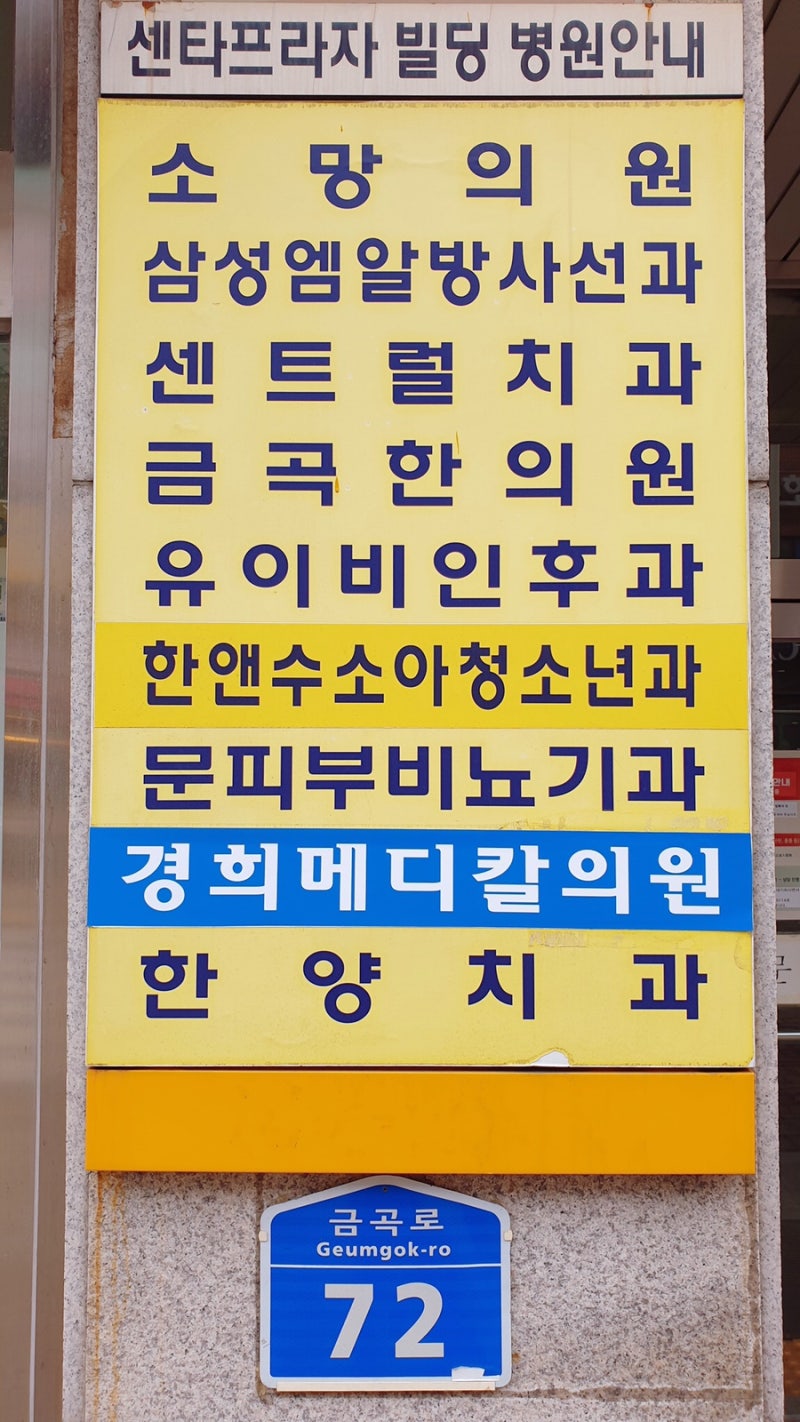 센타프라자 빌딩 병원안내
소망의원
삼성엠알방사선과
센트럴치과
금곡한의원
유이비인후과
한앤수소아청소년과
문피부비뇨기과
경희메디칼의원
한양치과
금곡로
Geumgok-ro
72